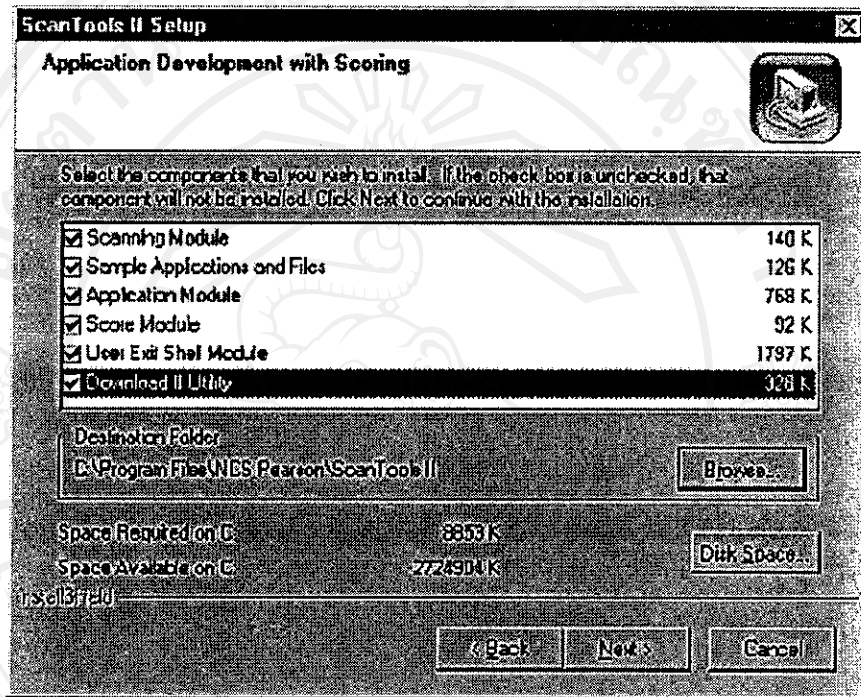 ScanTools II Setup
Application Development with Scoring
Select the components that you wish to install. If the check box is unchecked, that
component will not be installed. Click Next to continue with the installation.
Scanning Module 140 K
Sample Applications and Files 126 K
Application Module 768 K
Score Module 92 K
User Exit Shell Module 1797 K
Download II Utility 328 K
Destination Folder
C:\Program Files\NCS Pearson\ScanTools II
Browse...
Space Required on C: 8853 K
Space Available on C: 2724904 K
Disk Space...
InstallShield
< Back Next > Cancel